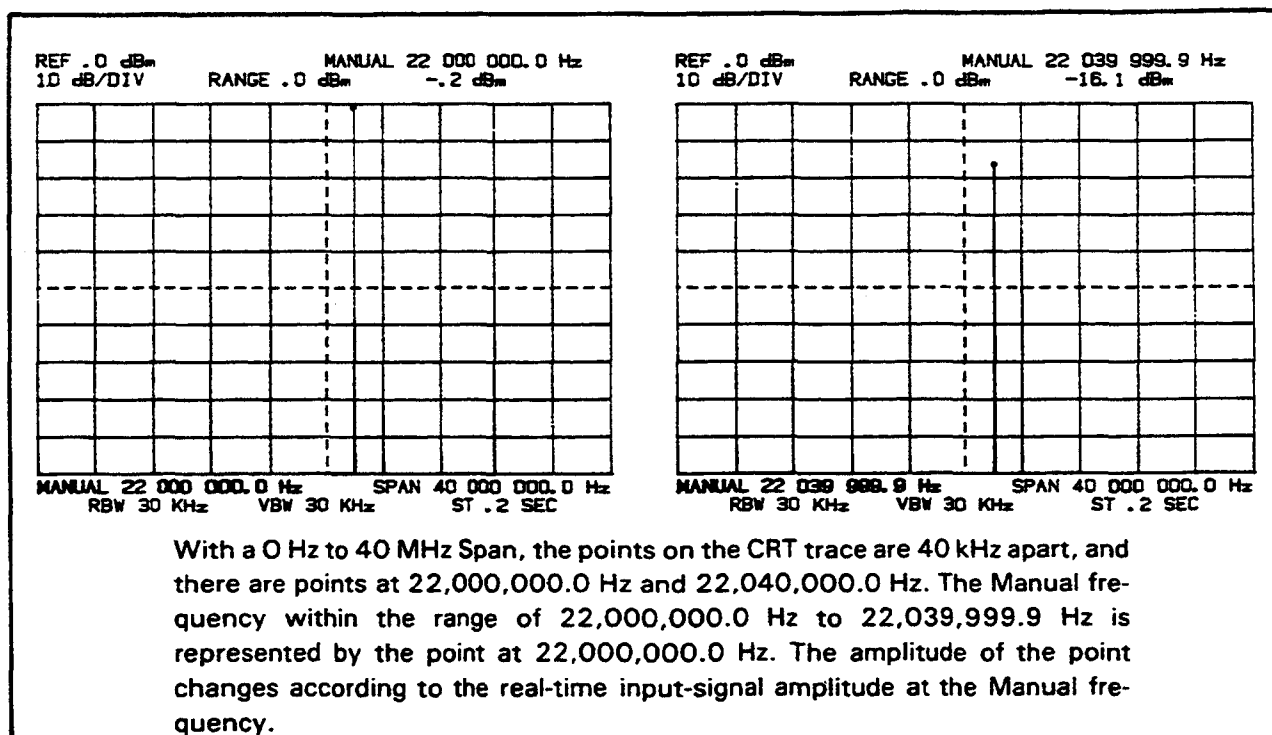 REF .0 dBm MANUAL 22 000 000.0 Hz
10 dB/DIV RANGE .0 dBm -.2 dBm
MANUAL 22 000 000.0 Hz SPAN 40 000 000.0 Hz
RBW 30 KHz VBW 30 KHz ST .2 SEC
REF .0 dBm MANUAL 22 039 999.9 Hz
10 dB/DIV RANGE .0 dBm -16.1 dBm
MANUAL 22 039 999.9 Hz SPAN 40 000 000.0 Hz
RBW 30 KHz VBW 30 KHz ST .2 SEC
With a 0 Hz to 40 MHz Span, the points on the CRT trace are 40 kHz apart, and
there are points at 22,000,000.0 Hz and 22,040,000.0 Hz. The Manual fre-
quency within the range of 22,000,000.0 Hz to 22,039,999.9 Hz is
represented by the point at 22,000,000.0 Hz. The amplitude of the point
changes according to the real-time input-signal amplitude at the Manual fre-
quency.